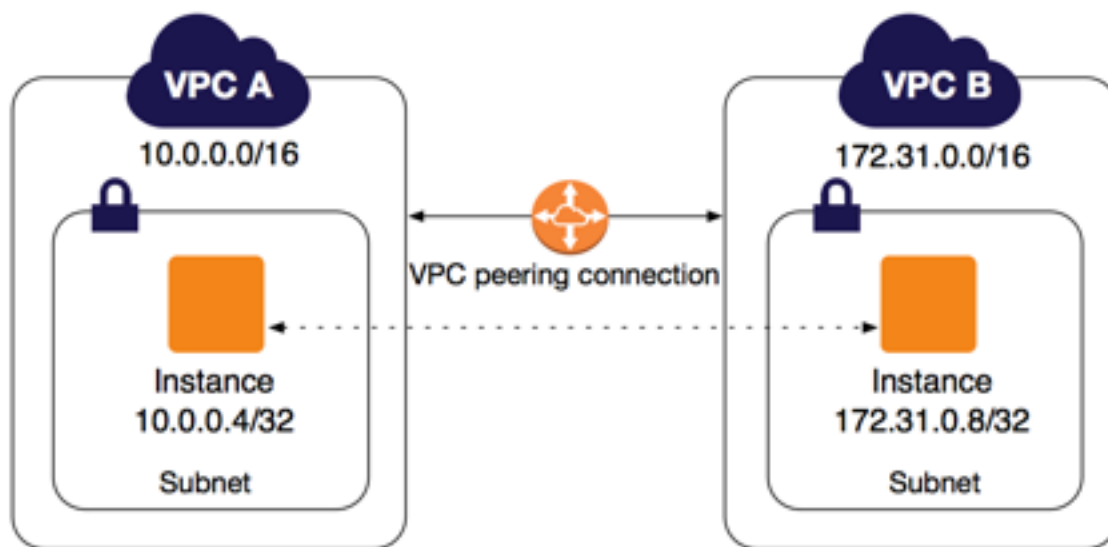 VPC A
10.0.0.0/16
Instance
10.0.0.4/32
Subnet
VPC peering connection
VPC B
172.31.0.0/16
Instance
172.31.0.8/32
Subnet